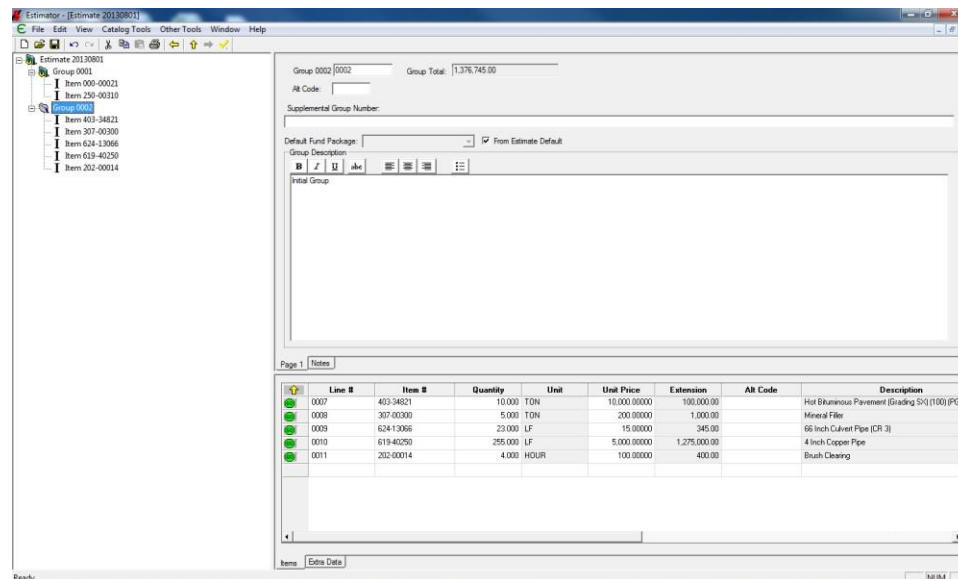 Estimator - [Estimate 20130801]
File Edit View Catalog Tools Other Tools Window Help
Estimate 20130801
Group 0001
Item 000-00021
Item 250-00310
Group 0002
Item 403-34821
Item 307-00300
Item 624-13066
Item 619-40250
Item 202-00014
Group 0002 0002 Group Total: 1,376,745.00
Alt Code:
Supplemental Group Number:
Default Fund Package: From Estimate Default
Group Description
B I U abc
Initial Group
Page 1 Notes
Line # Item # Quantity Unit Unit Price Extension Alt Code Description
0007 403-34821 10.000 TON 10,000.00000 100,000.00 Hot Bituminous Pavement (Grading SX) (100) (PG
0008 307-00300 5.000 TON 200.00000 1,000.00 Mineral Filler
0009 624-13066 23.000 LF 15.00000 345.00 66 Inch Culvert Pipe (CR 3)
0010 619-40250 255.000 LF 5,000.00000 1,275,000.00 4 Inch Copper Pipe
0011 202-00014 4.000 HOUR 100.00000 400.00 Brush Clearing
Items Extra Data
Ready NUM